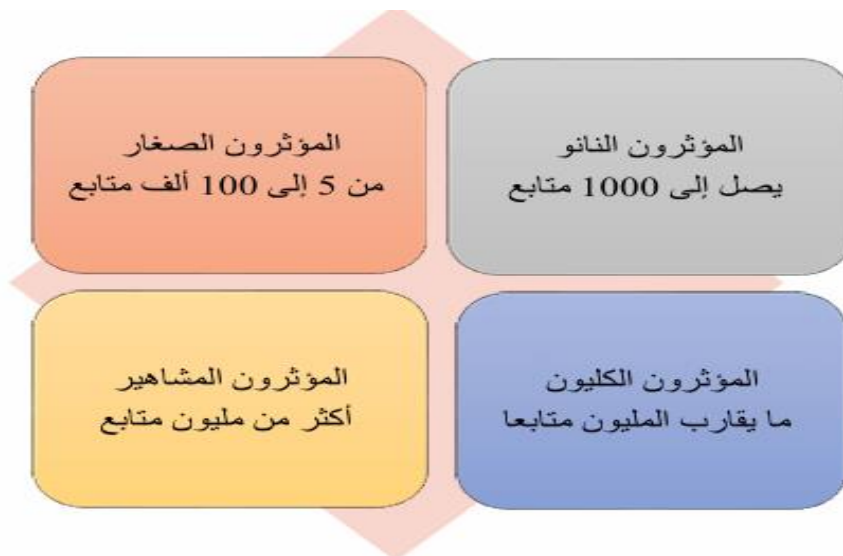 المؤثرون النانو
يصل إلى 1000 متابع
المؤثرون الصغار
من 5 إلى 100 ألف متابع
المؤثرون الكليون
ما يقارب المليون متابعا
المؤثرون المشاهير
أكثر من مليون متابع